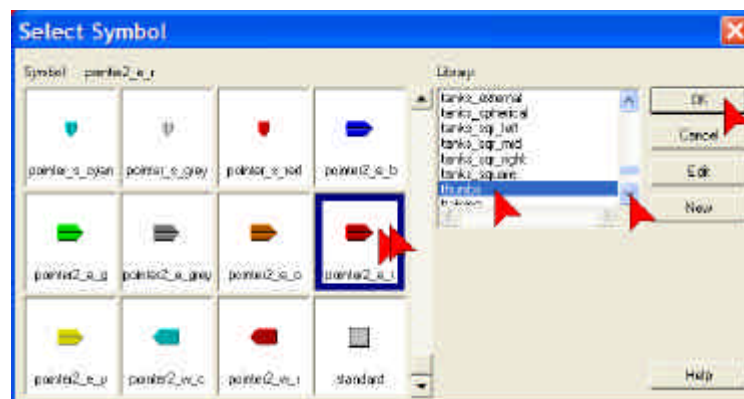 Select Symbol
Symbol: pointer2_e_r
Library:
tanks_external
tanks_spherical
tanks_sqr_left
tanks_sqr_mid
tanks_sqr_right
tanks_square
thumbs
OK
Cancel
Edit
New
pointer_s_cyan pointer_s_grey pointer_s_red pointer2_e_b
pointer2_e_g pointer2_e_grey pointer2_e_o pointer2_e_r
pointer2_e_y pointer2_w_c pointer2_w_r standard
Help